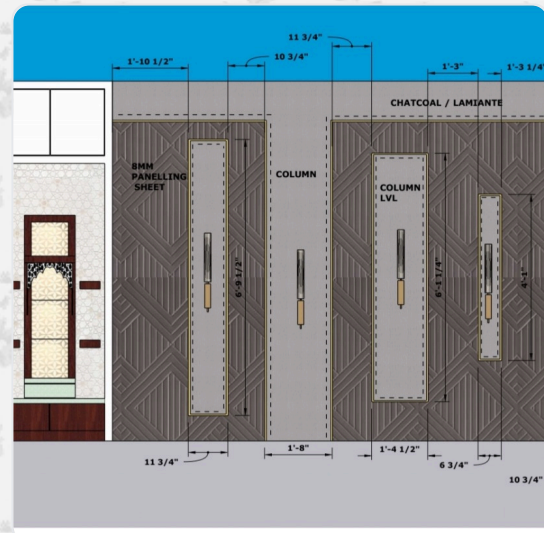 11 3/4"
1'-10 1/2"
10 3/4"
1'-3"
1'-3 1/4"
CHATCOAL / LAMIANTE
8MM
PANELLING
SHEET
COLUMN
COLUMN
LVL
6'-9 1/2"
6'-1 1/4"
4'-1"
11 3/4"
1'-8"
1'-4 1/2"
6 3/4"
10 3/4"